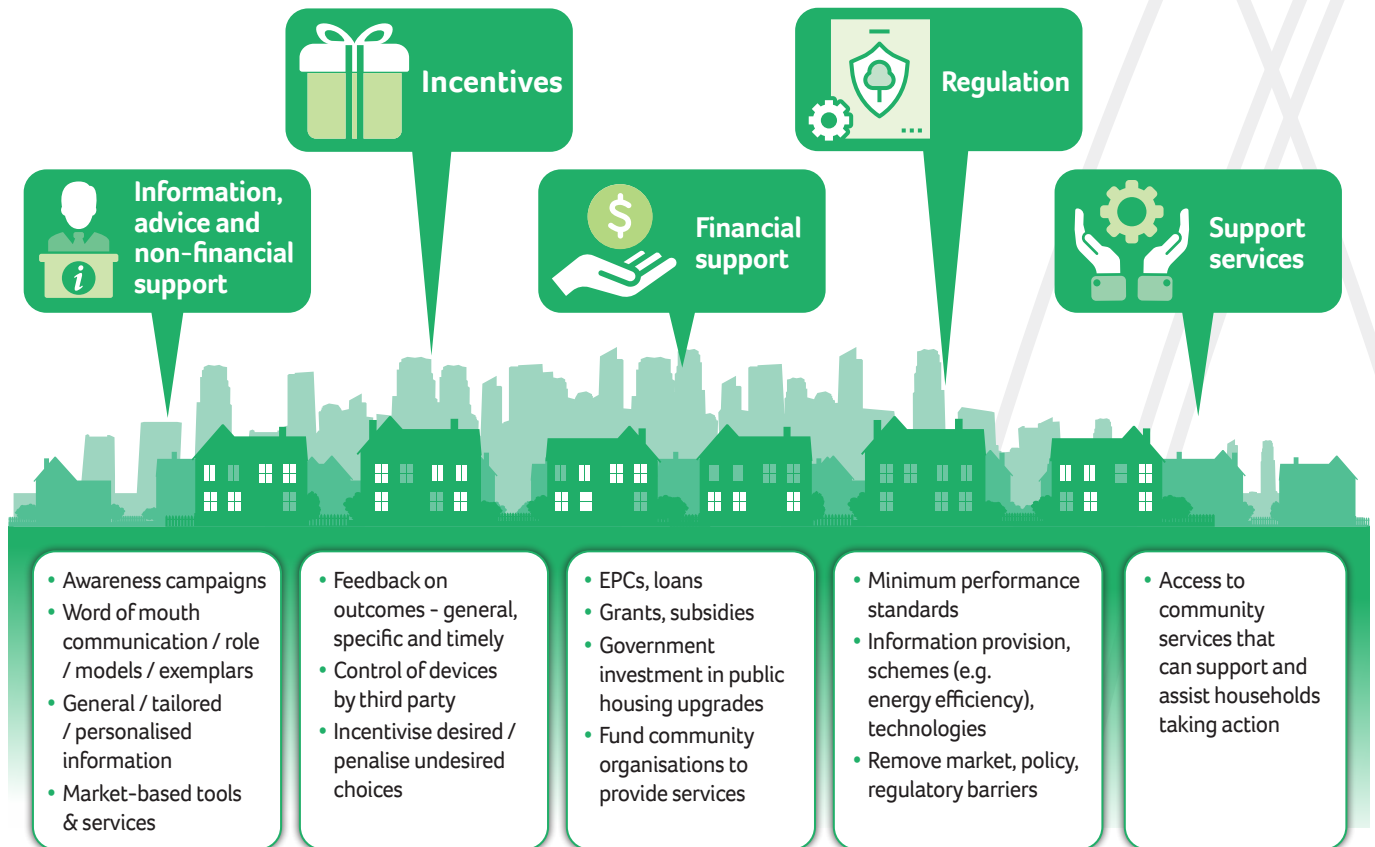 Incentives
Regulation
Information,
advice and
non-financial
support
i
$
Financial
support
Support
services
• Awareness campaigns
• Word of mouth
communication / role
/ models / exemplars
• General / tailored
/ personalised
information
• Market-based tools
& services
• Feedback on
outcomes - general,
specific and timely
• Control of devices
by third party
• Incentivise desired /
penalise undesired
choices
• EPCs, loans
• Grants, subsidies
• Government
investment in public
housing upgrades
• Fund community
organisations to
provide services
• Minimum performance
standards
• Information provision,
schemes (e.g.
energy efficiency),
technologies
• Remove market, policy,
regulatory barriers
• Access to
community
services that
can support and
assist households
taking action